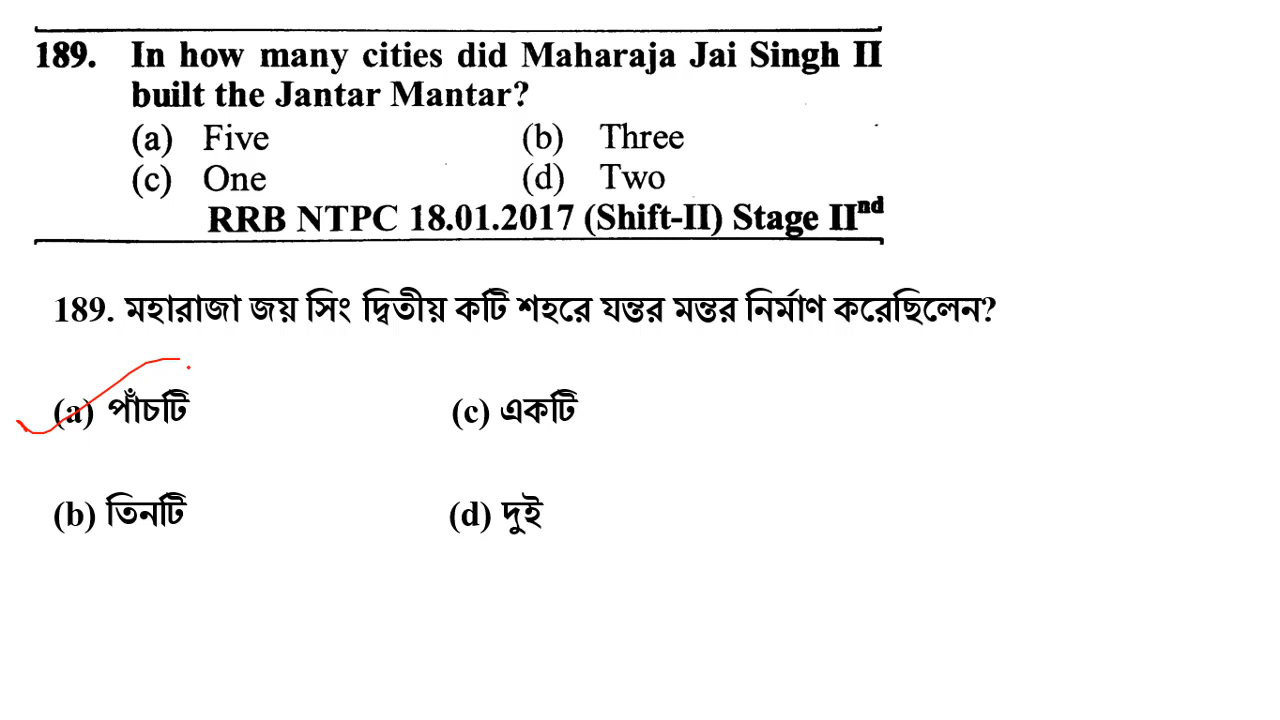 189. In how many cities did Maharaja Jai Singh II
built the Jantar Mantar?
(a) Five (b) Three
(c) One (d) Two
RRB NTPC 18.01.2017 (Shift-II) Stage IInd
189. মহারাজা জয় সিং দ্বিতীয় কটি শহরে যন্তর মন্তর নির্মাণ করেছিলেন?
(a) পাঁচটি (c) একটি
(b) তিনটি (d) দুই